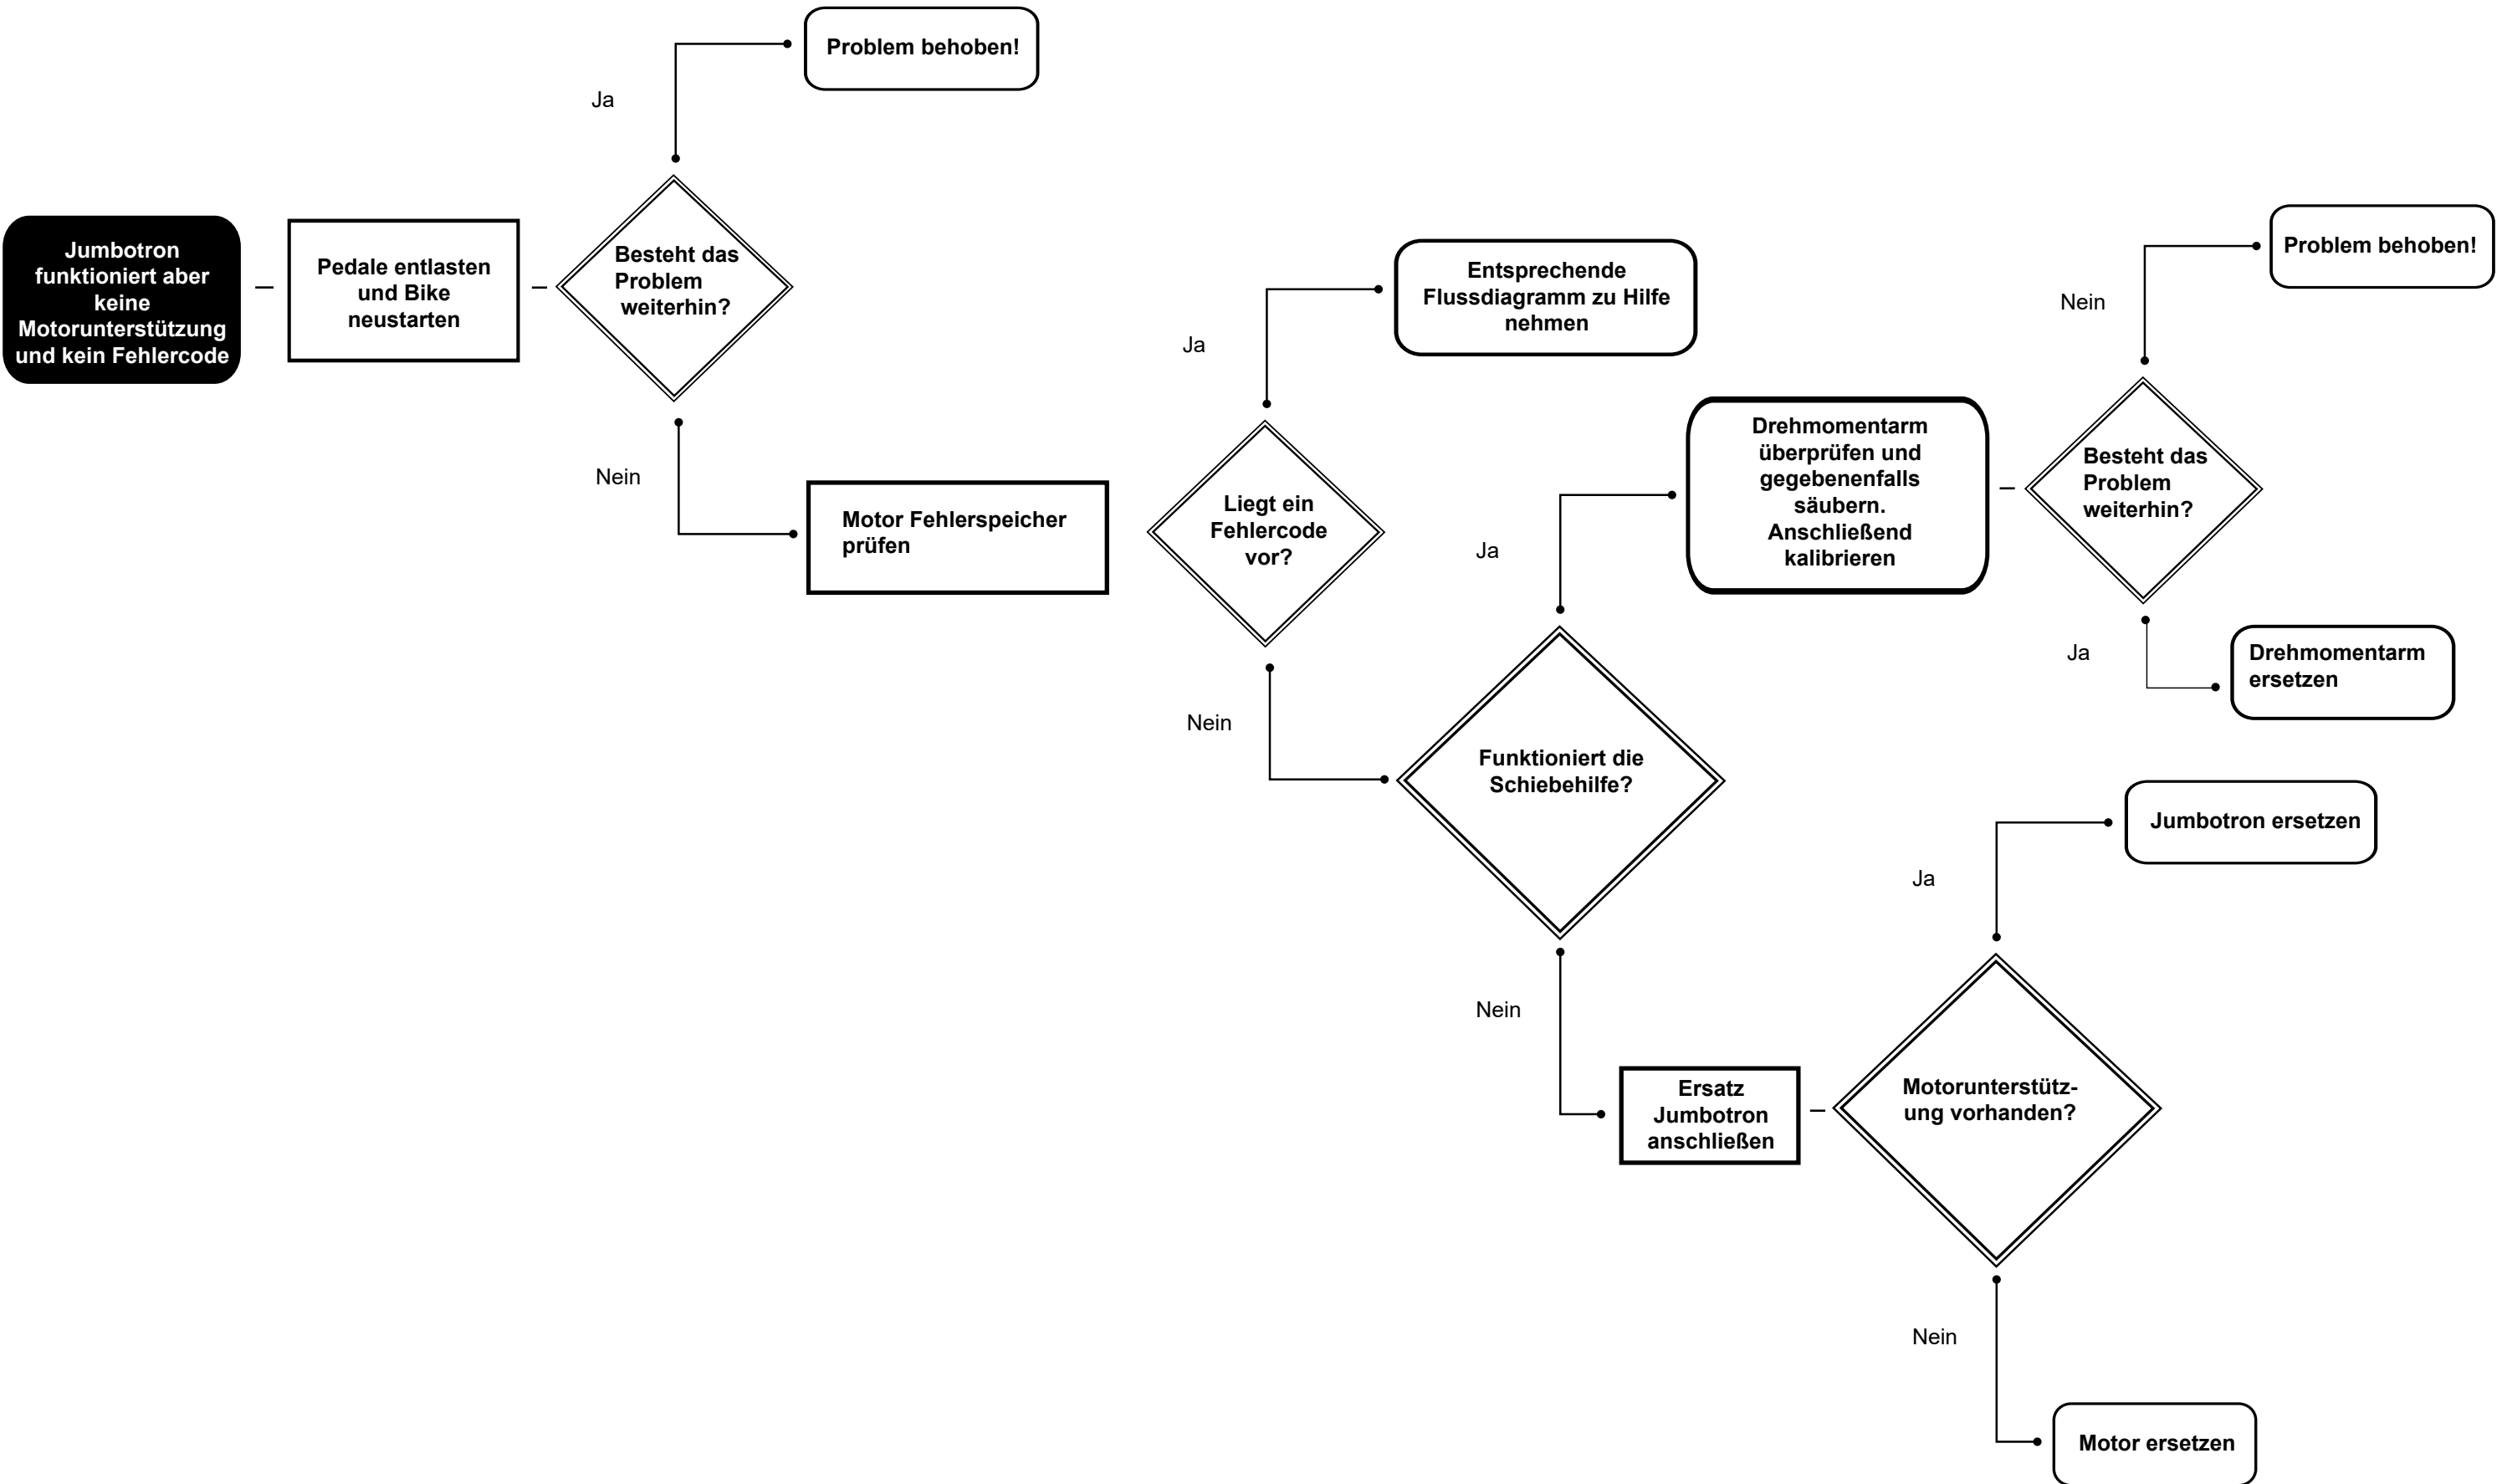 Problem behoben!
Ja
Jumbotron
funktioniert aber
keine
Motorunterstützung
und kein Fehlercode
Pedale entlasten
und Bike
neustarten
Besteht das
Problem
weiterhin?
Nein
Motor Fehlerspeicher
prüfen
Ja
Entsprechende
Flussdiagramm zu Hilfe
nehmen
Liegt ein
Fehlercode
vor?
Nein
Funktioniert die
Schiebehilfe?
Ja
Drehmomentarm
überprüfen und
gegebenenfalls
säubern.
Anschließend
kalibrieren
Besteht das
Problem
weiterhin?
Nein
Problem behoben!
Ja
Drehmomentarm
ersetzen
Nein
Ersatz
Jumbotron
anschließen
Motorunterstütz-
ung vorhanden?
Ja
Jumbotron ersetzen
Nein
Motor ersetzen